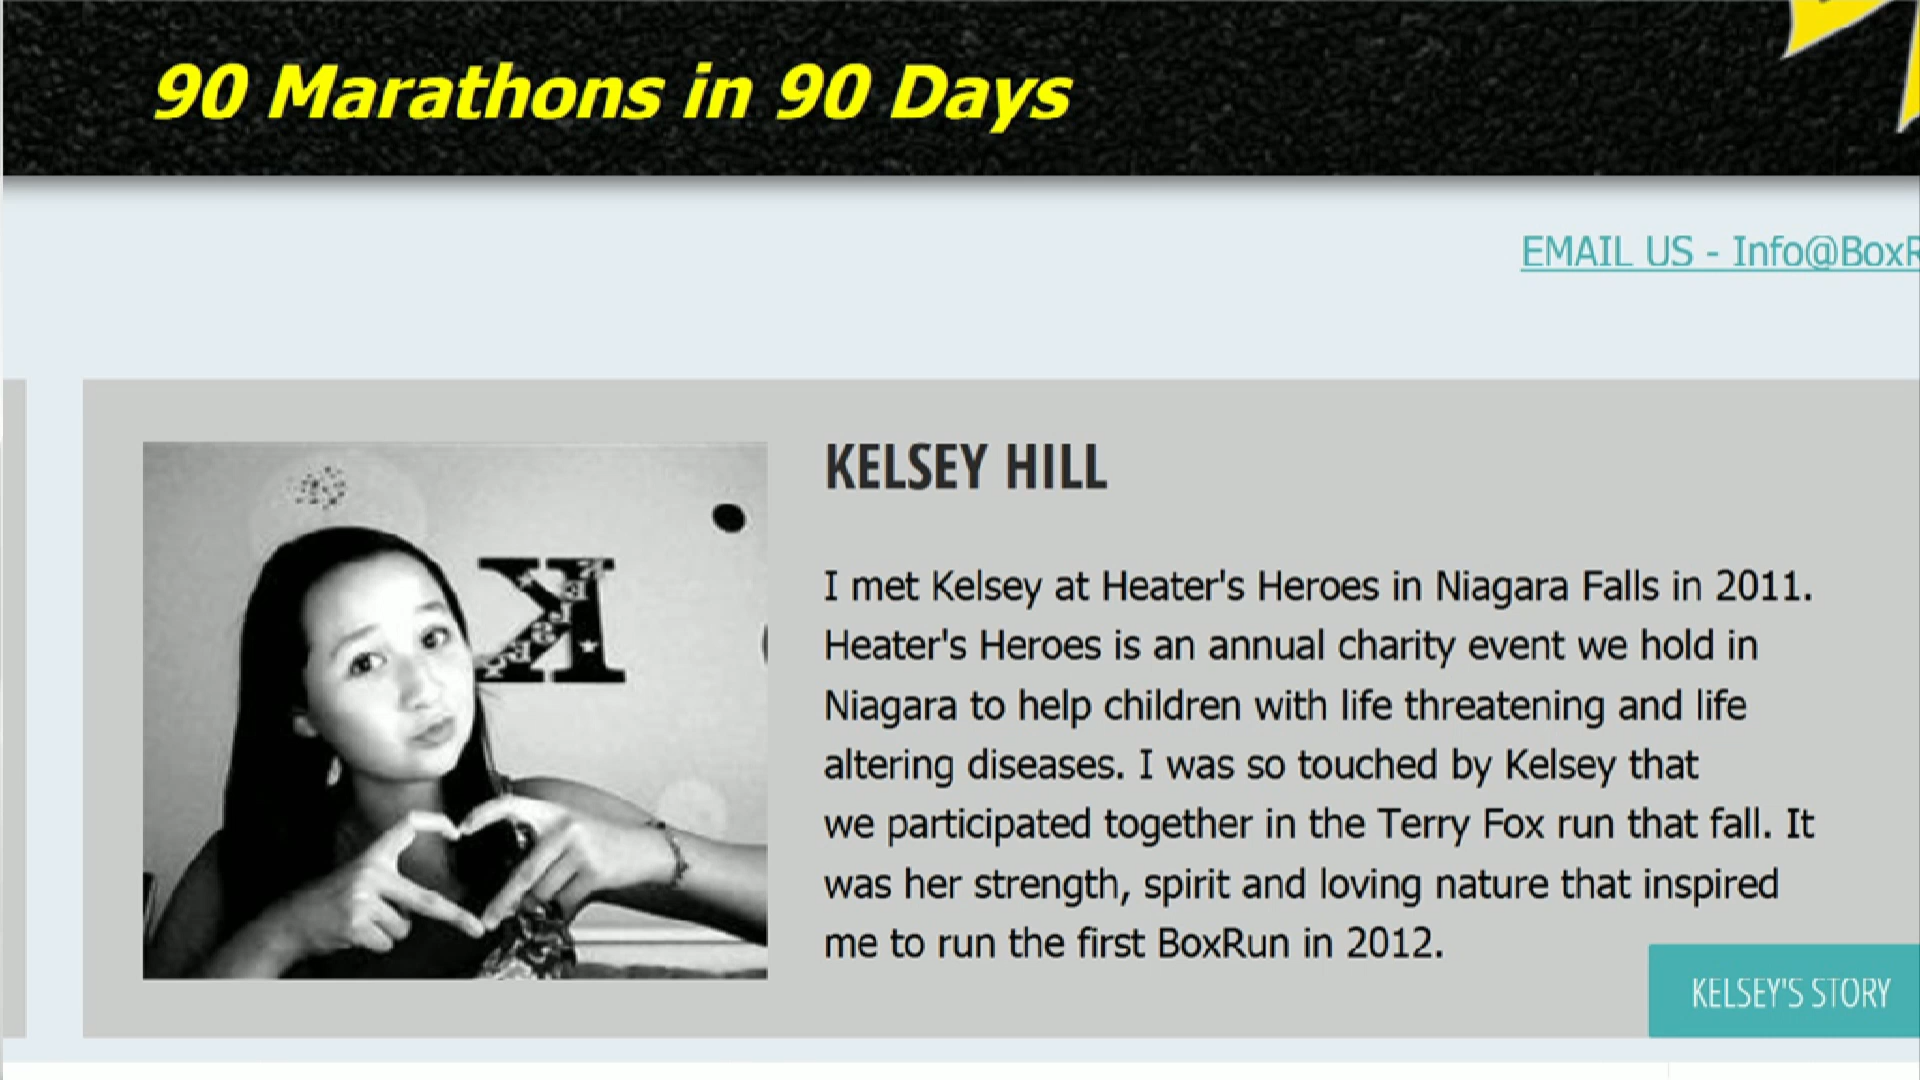 90 Marathons in 90 Days
EMAIL US - Info@BoxR
K
KELSEY HILL
I met Kelsey at Heater's Heroes in Niagara Falls in 2011.
Heater's Heroes is an annual charity event we hold in
Niagara to help children with life threatening and life
altering diseases. I was so touched by Kelsey that
we participated together in the Terry Fox run that fall. It
was her strength, spirit and loving nature that inspired
me to run the first BoxRun in 2012.
KELSEY'S STORY